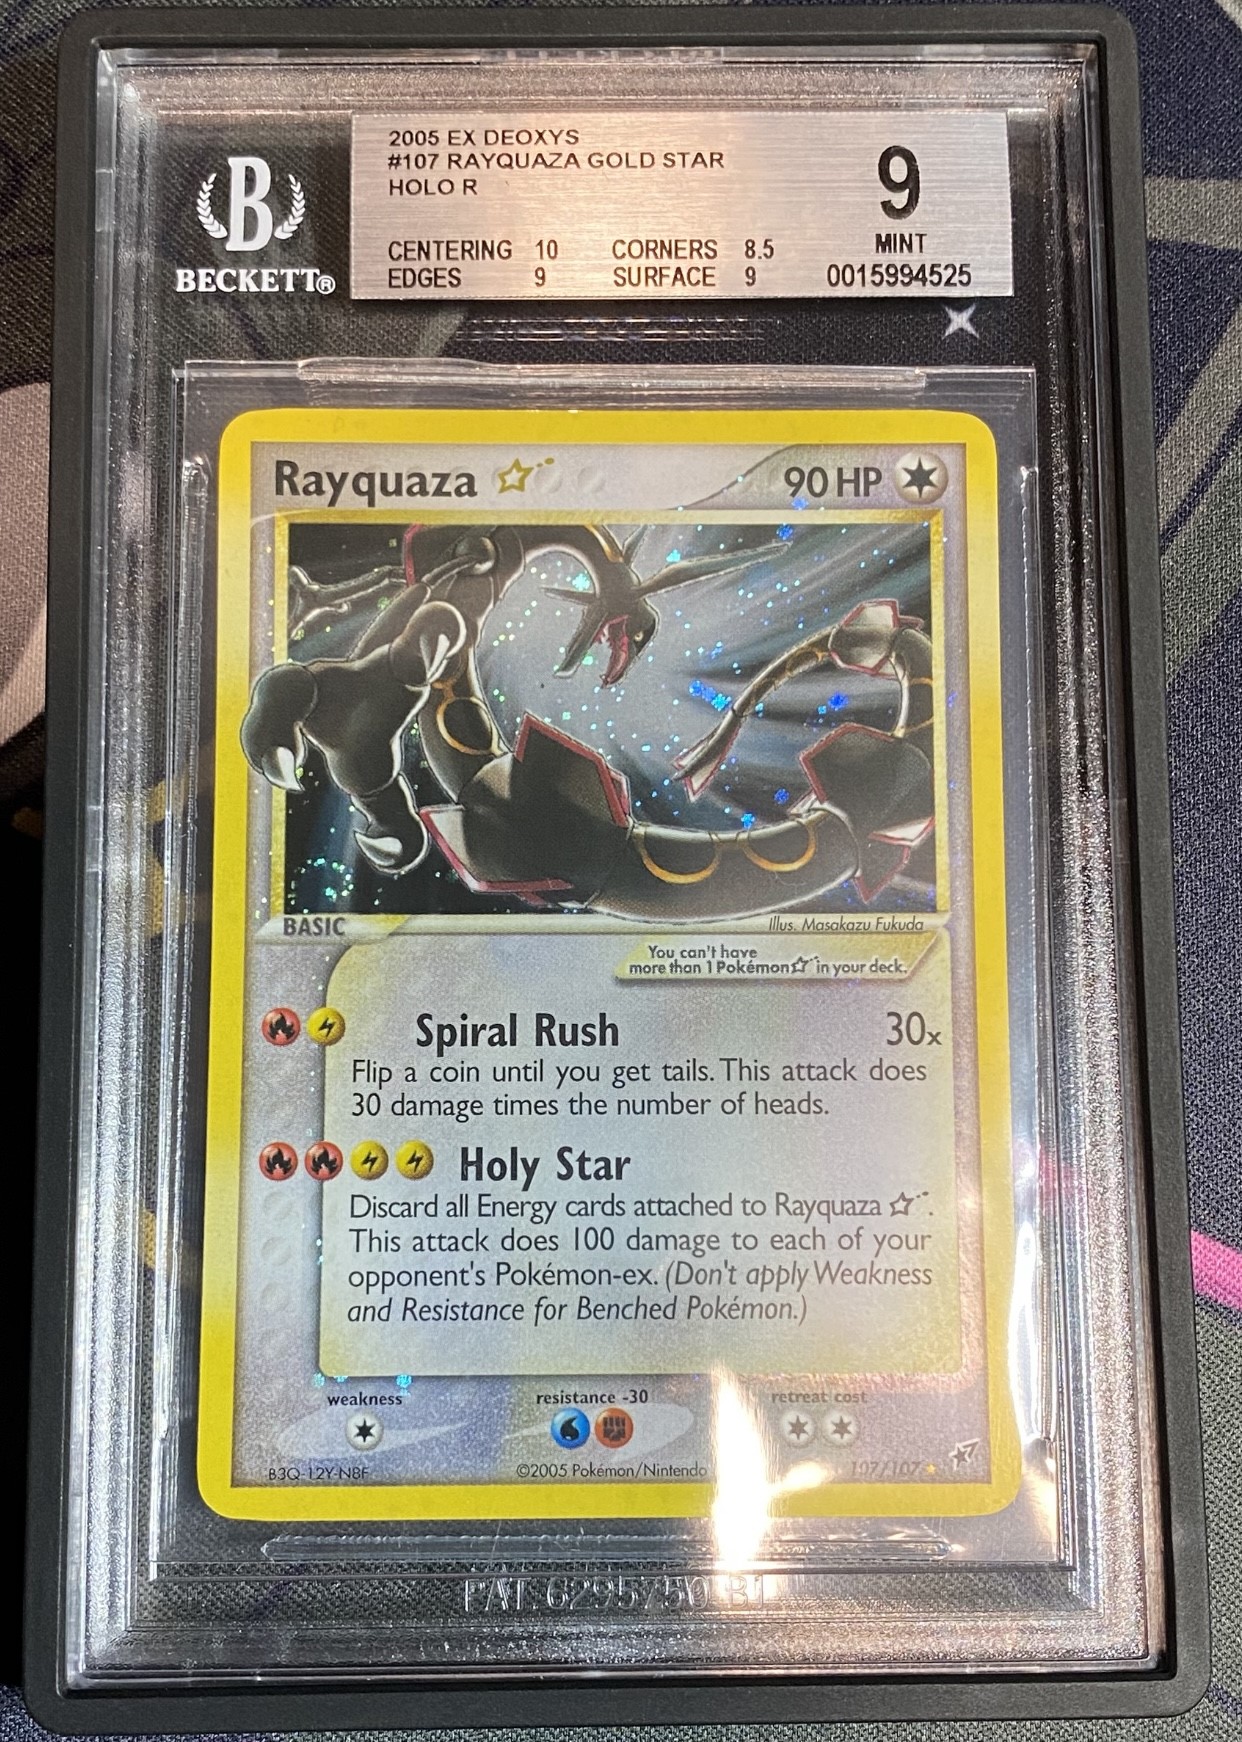 2005 EX DEOXYS
#107 RAYQUAZA GOLD STAR
HOLO R
9
MINT
CENTERING 10 CORNERS 8.5
EDGES 9 SURFACE 9
0015994525
B
BECKETT®
Rayquaza
90 HP
BASIC
Illus. Masakazu Fukuda
You can't have
more than 1 Pokémon☆ in your deck.
Spiral Rush 30x
Flip a coin until you get tails. This attack does
30 damage times the number of heads.
Holy Star
Discard all Energy cards attached to Rayquaza ☆.
This attack does 100 damage to each of your
opponent's Pokémon-ex. (Don't apply Weakness
and Resistance for Benched Pokémon.)
weakness resistance -30 retreat cost
B3Q-12Y-N8F ©2005 Pokémon/Nintendo 107/107
PAT. 6295750 B1